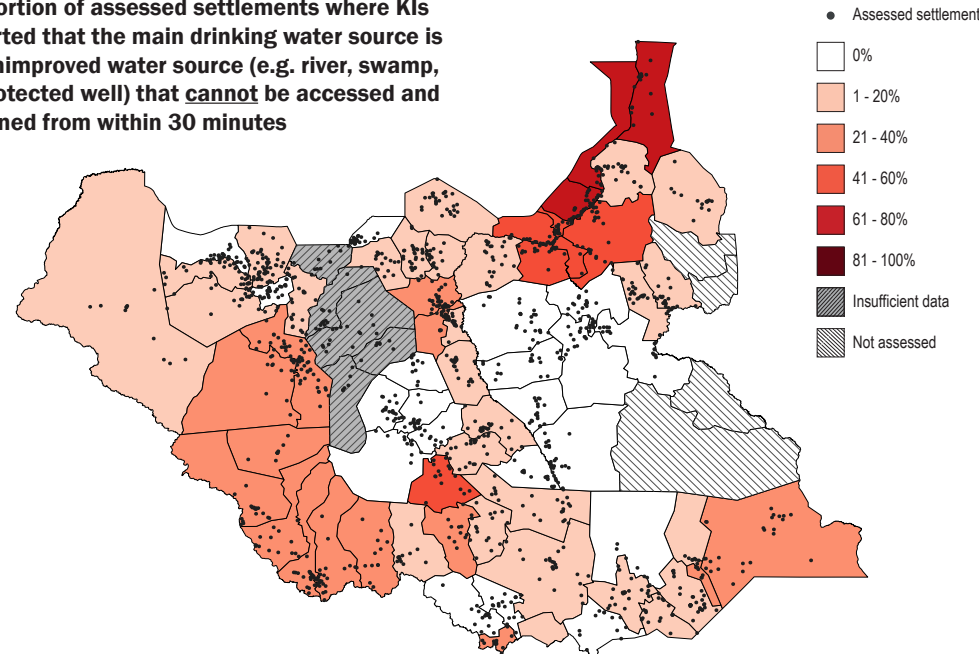 ortion of assessed settlements where KIs
rted that the main drinking water source is
nimproved water source (e.g. river, swamp,
otected well) that cannot be accessed and
ned from within 30 minutes
Assessed settlement
0%
1 - 20%
21 - 40%
41 - 60%
61 - 80%
81 - 100%
Insufficient data
Not assessed